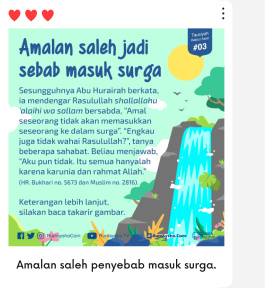 Tausiyah
#03
Amalan saleh jadi
sebab masuk surga
Sesungguhnya Abu Hurairah berkata,
ia mendengar Rasulullah shallallahu
'alaihi wa sallam bersabda, "Amal
seseorang tidak akan memasukkan
seseorang ke dalam surga". "Engkau
juga tidak wahai Rasulullah?", tanya
beberapa sahabat. Beliau menjawab,
"Aku pun tidak. Itu semua hanyalah
karena karunia dan rahmat Allah."
(HR. Bukhari no. 5673 dan Muslim no. 2816)
Keterangan lebih lanjut,
silakan baca takarir gambar.
Amalan saleh penyebab masuk surga.